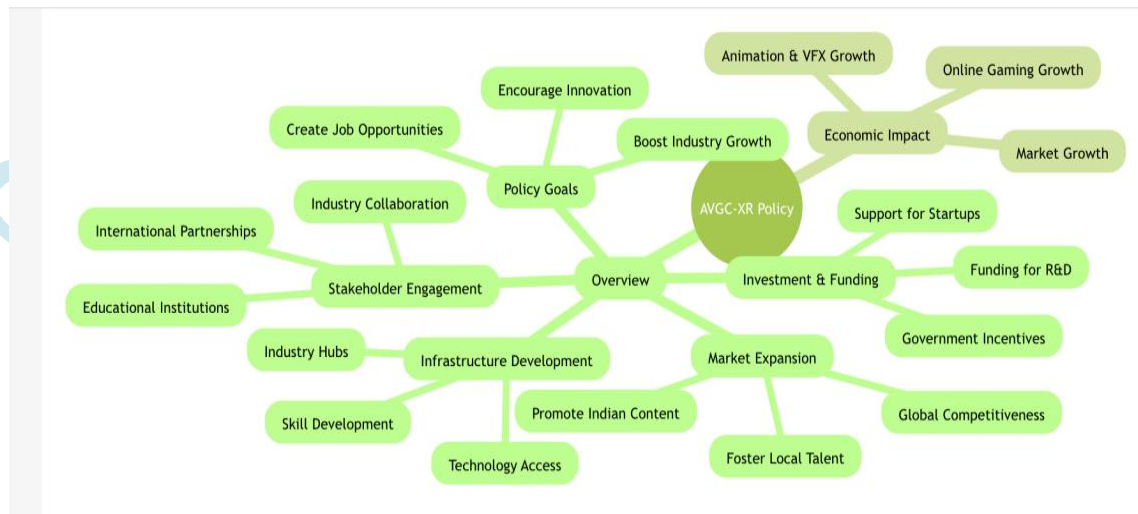 Animation & VFX Growth
Online Gaming Growth
Encourage Innovation
Create Job Opportunities
Boost Industry Growth
Economic Impact
Market Growth
Policy Goals
AVGC-XR Policy
Industry Collaboration
Support for Startups
International Partnerships
Funding for R&D
Overview
Investment & Funding
Stakeholder Engagement
Educational Institutions
Government Incentives
Industry Hubs
Infrastructure Development
Market Expansion
Promote Indian Content
Global Competitiveness
Skill Development
Foster Local Talent
Technology Access